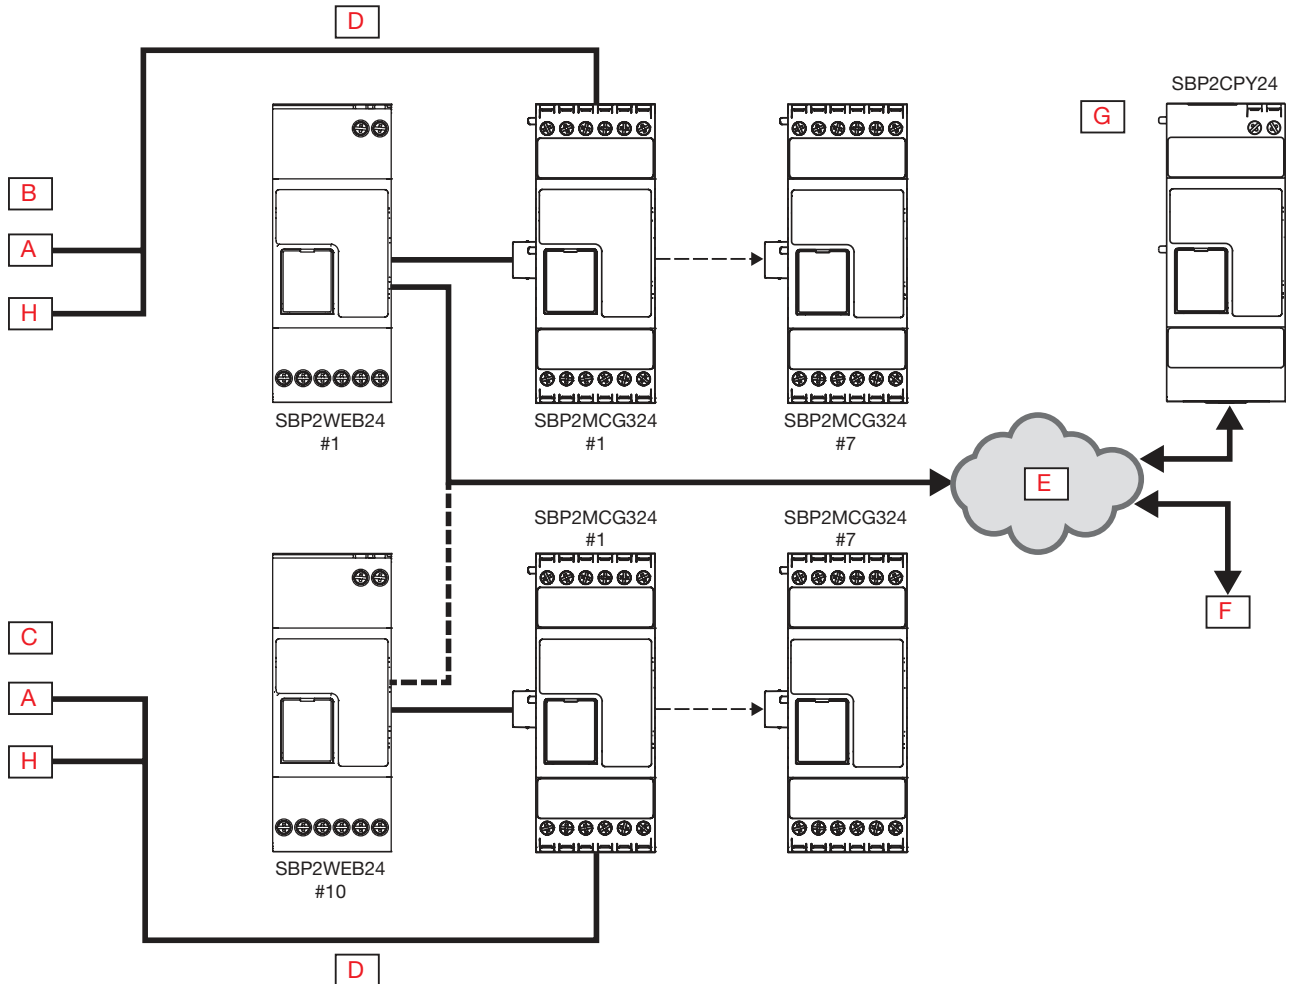 D
SBP2CPY24
G
B
A
H
SBP2WEB24
#1
SBP2MCG324
#1
SBP2MCG324
#7
E
SBP2MCG324
#1
SBP2MCG324
#7
F
C
A
H
SBP2WEB24
#10
D